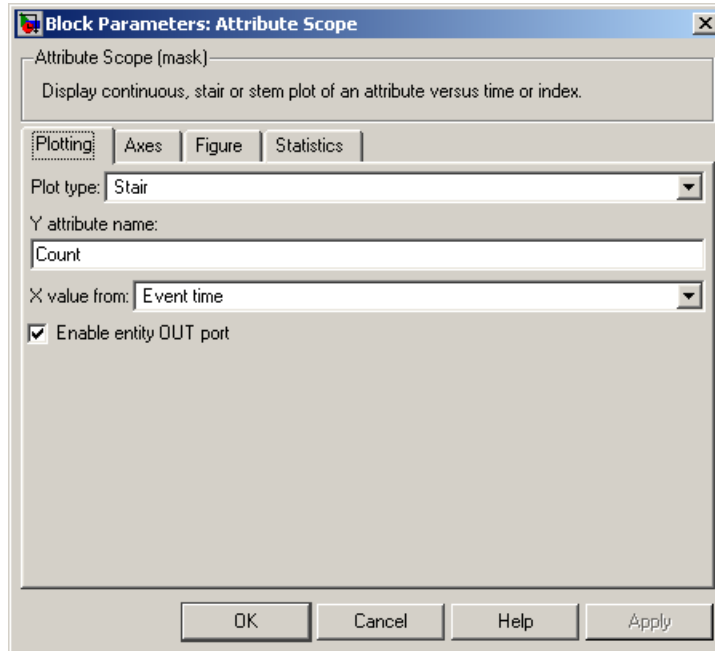 Block Parameters: Attribute Scope
Attribute Scope (mask)
Display continuous, stair or stem plot of an attribute versus time or index.
Plotting Axes Figure Statistics
Plot type: Stair
Y attribute name:
Count
X value from: Event time
Enable entity OUT port
OK Cancel Help Apply